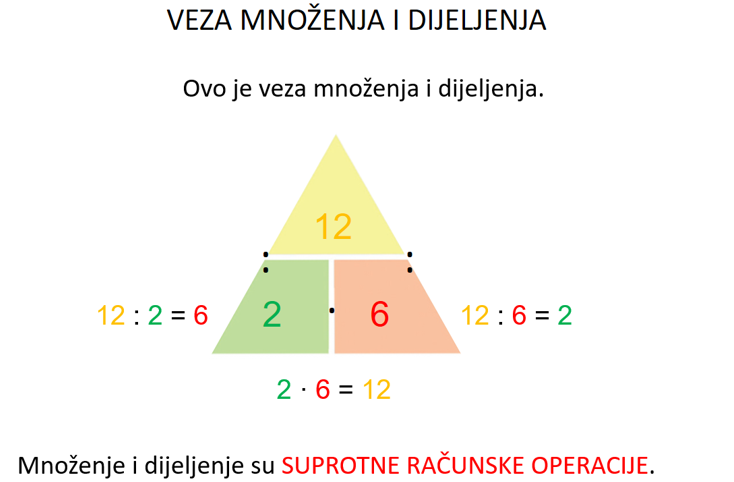 VEZA MNOŽENJA I DIJELJENJA
Ovo je veza množenja i dijeljenja.
12
2 · 6
12 : 2 = 6
12 : 6 = 2
2 · 6 = 12
Množenje i dijeljenje su SUPROTNE RAČUNSKE OPERACIJE.